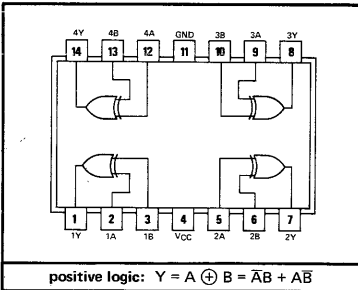 4Y 4B 4A GND 3B 3A 3Y
14 13 12 11 10 9 8
1 2 3 4 5 6 7
1Y 1A 1B VCC 2A 2B 2Y
positive logic: Y = A ⊕ B = A̅B + AB̅